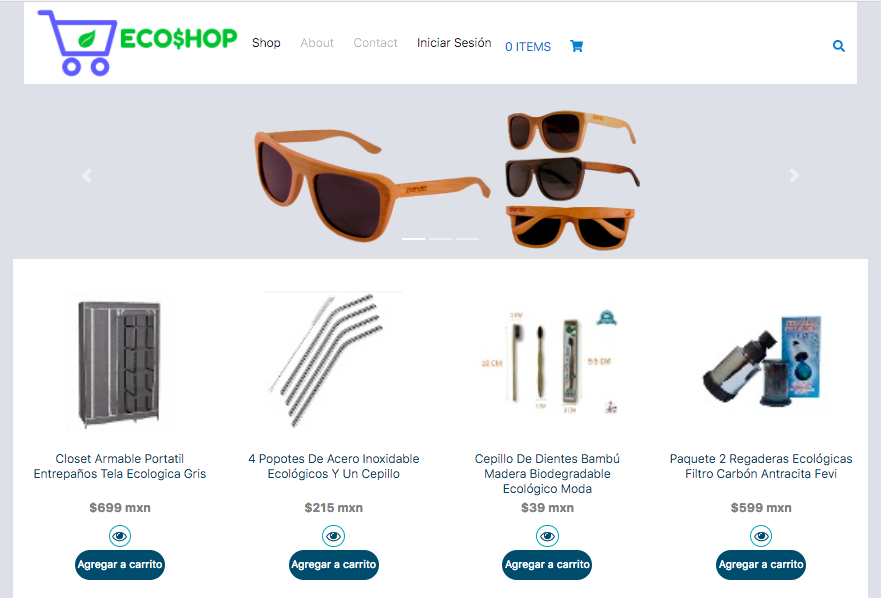 ECO$HOP
Shop
About
Contact
Iniciar Sesión
0 ITEMS
panda
panda
Closet Armable Portatil
Entrepaños Tela Ecologica Gris
$699 mxn
Agregar a carrito
4 Popotes De Acero Inoxidable
Ecológicos Y Un Cepillo
$215 mxn
Agregar a carrito
Cepillo De Dientes Bambú
Madera Biodegradable
Ecológico Moda
$39 mxn
Agregar a carrito
Paquete 2 Regaderas Ecológicas
Filtro Carbón Antracita Fevi
$599 mxn
Agregar a carrito